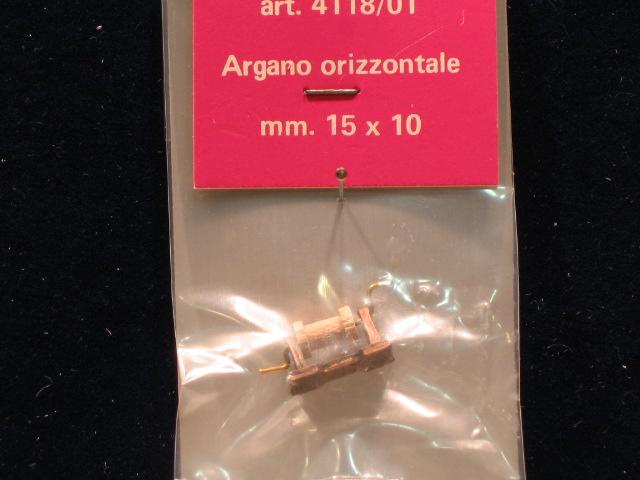 art. 4118/01
Argano orizzontale
mm. 15 x 10